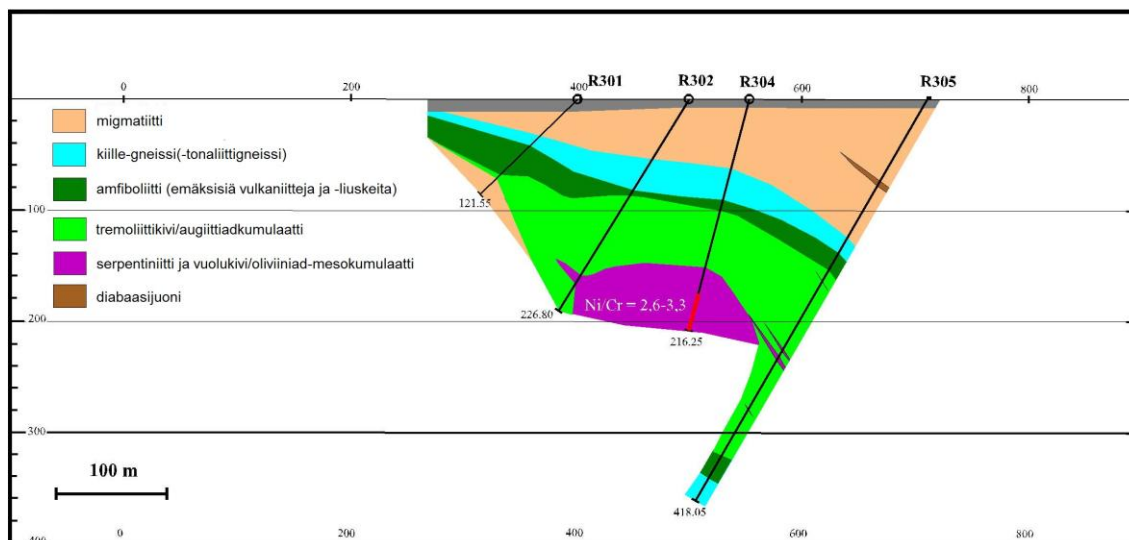 R301 R302 R304 R305
0 200 400 600 800
migmatiitti
kiille-gneissi(-tonaliittigneissi)
amfiboliitti (emäksisiä vulkaniitteja ja -liuskeita)
121.55
100
tremoliittikivi/augiittiadkumulaatti
serpentiniitti ja vuolukivi/oliviiniad-mesokumulaatti
diabaasijuoni
Ni/Cr = 2,6-3,3
226.80
200
216.25
300
100 m
418.05
400
0 200 400 600 800